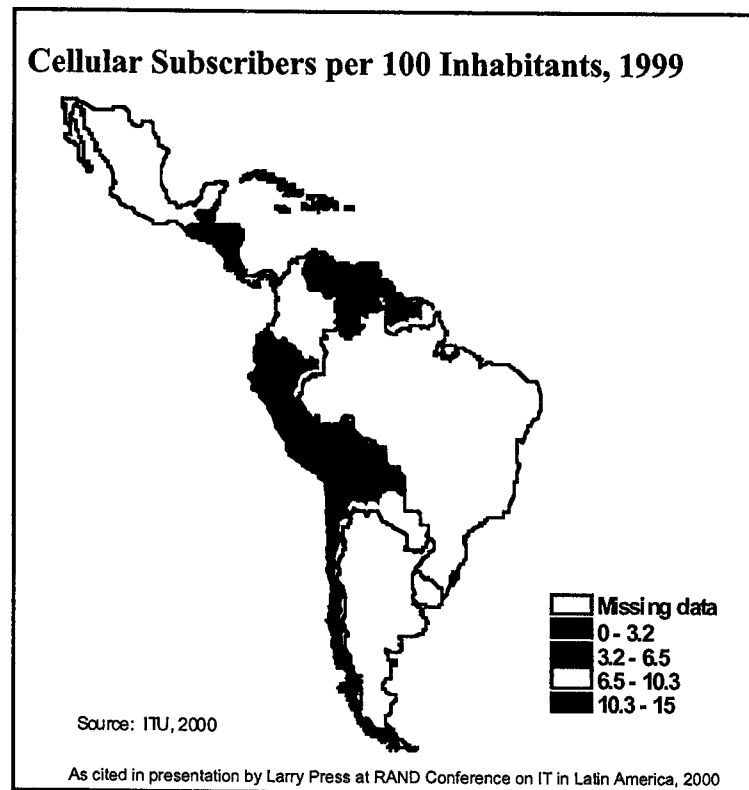 Cellular Subscribers per 100 Inhabitants, 1999
Missing data
0 - 3.2
3.2 - 6.5
6.5 - 10.3
10.3 - 15
Source: ITU, 2000
As cited in presentation by Larry Press at RAND Conference on IT in Latin America, 2000